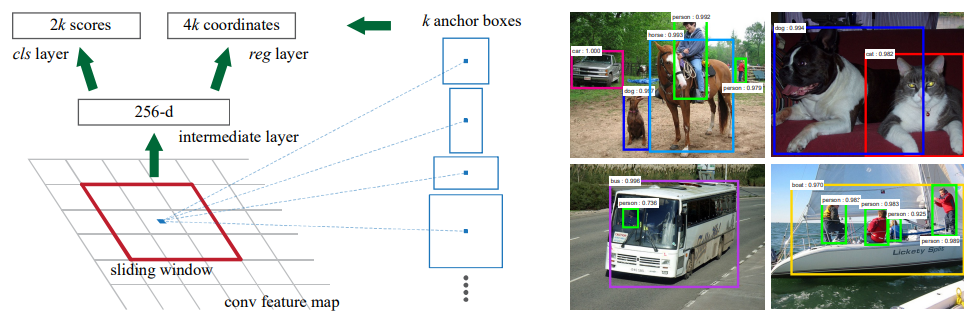 2k scores
4k coordinates
k anchor boxes
cls layer
reg layer
256-d
intermediate layer
sliding window
conv feature map
person : 0.992
horse : 0.993
car : 1.000
dog : 0.997
person : 0.979
dog : 0.994
cat : 0.982
bus : 0.996
person : 0.736
boat : 0.970
person : 0.983
person : 0.925
person : 0.989
Lickety Split